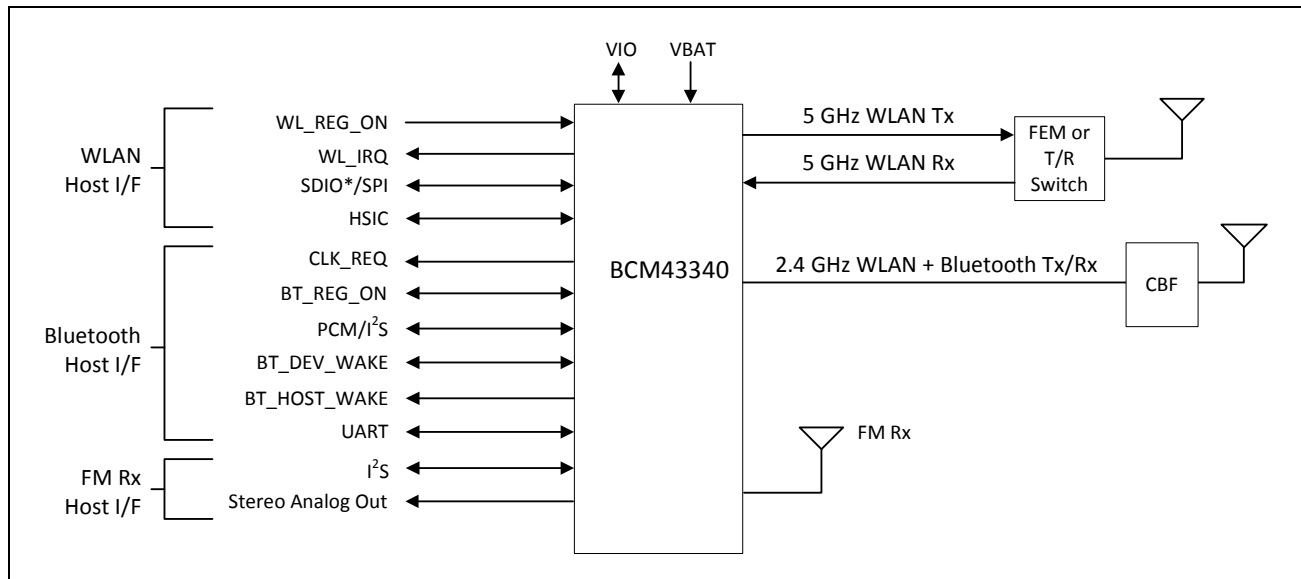 VIO
VBAT
WLAN
Host I/F
WL_REG_ON
WL_IRQ
SDIO*/SPI
HSIC
Bluetooth
Host I/F
CLK_REQ
BT_REG_ON
PCM/I²S
BT_DEV_WAKE
BT_HOST_WAKE
UART
FM Rx
Host I/F
I²S
Stereo Analog Out
BCM43340
5 GHz WLAN Tx
5 GHz WLAN Rx
FEM or
T/R
Switch
2.4 GHz WLAN + Bluetooth Tx/Rx
CBF
FM Rx